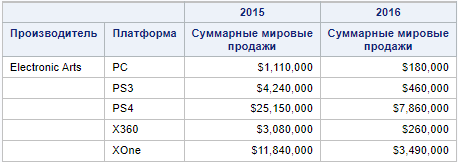 2015 2016
Производитель Платформа Суммарные мировые продажи Суммарные мировые продажи
Electronic Arts PC $1,110,000 $180,000
PS3 $4,240,000 $460,000
PS4 $25,150,000 $7,860,000
X360 $3,080,000 $260,000
XOne $11,840,000 $3,490,000